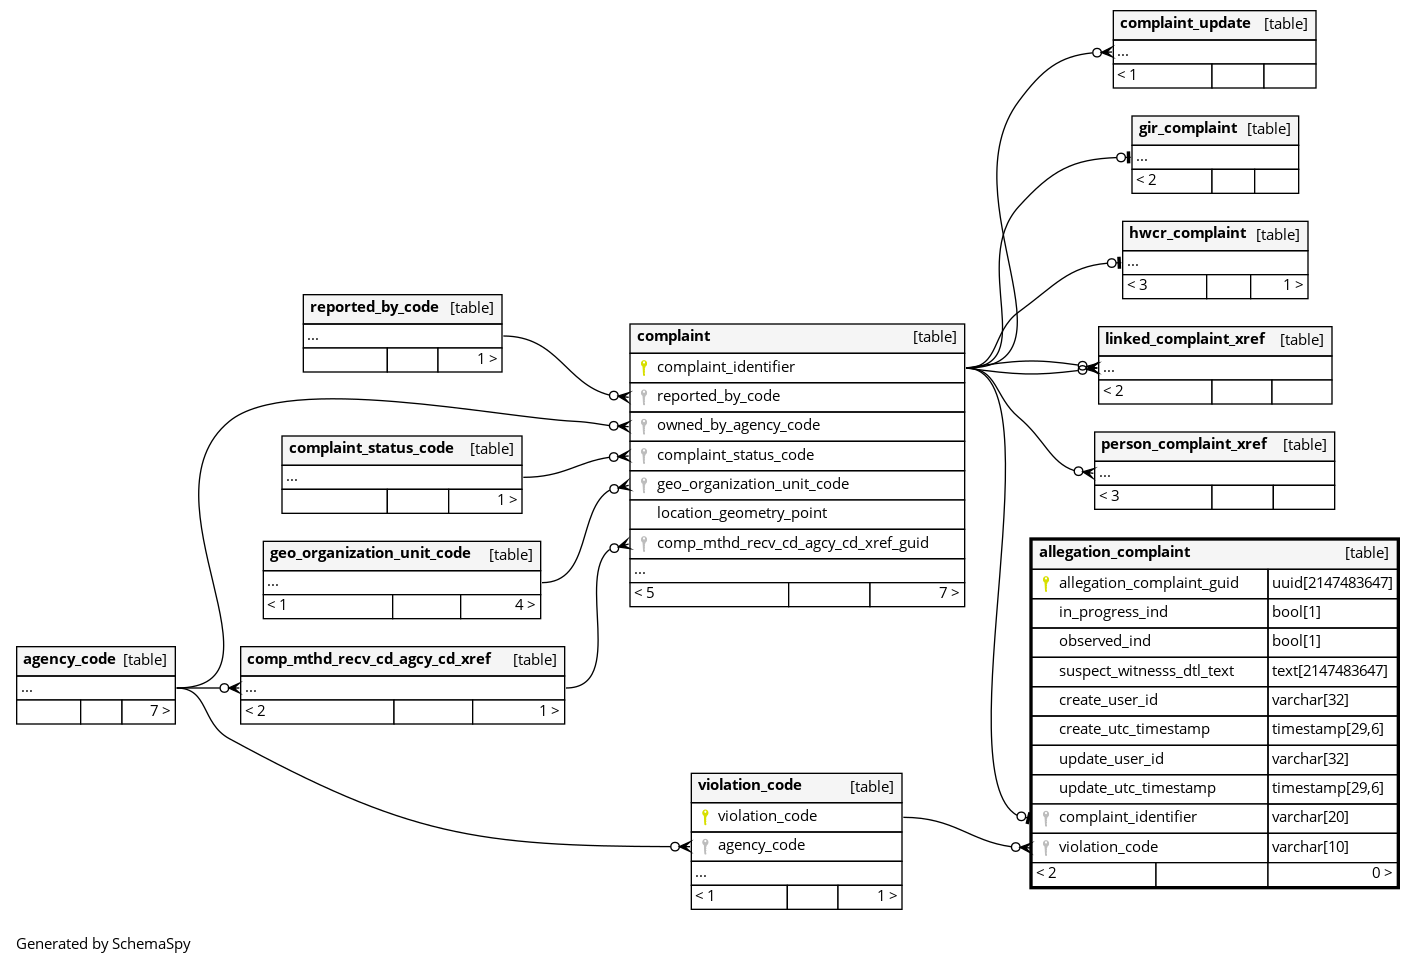 complaint_update [table]
...
< 1
gir_complaint [table]
...
< 2
hwcr_complaint [table]
...
< 3 1 >
reported_by_code [table]
...
1 >
linked_complaint_xref [table]
...
< 2
complaint [table]
complaint_identifier
reported_by_code
owned_by_agency_code
complaint_status_code
geo_organization_unit_code
location_geometry_point
comp_mthd_recv_cd_agcy_cd_xref_guid
...
< 5 7 >
complaint_status_code [table]
...
1 >
person_complaint_xref [table]
...
< 3
geo_organization_unit_code [table]
...
< 1 4 >
agency_code [table]
...
7 >
comp_mthd_recv_cd_agcy_cd_xref [table]
...
< 2 1 >
allegation_complaint [table]
allegation_complaint_guid uuid[2147483647]
in_progress_ind bool[1]
observed_ind bool[1]
suspect_witnesss_dtl_text text[2147483647]
create_user_id varchar[32]
create_utc_timestamp timestamp[29,6]
update_user_id varchar[32]
update_utc_timestamp timestamp[29,6]
complaint_identifier varchar[20]
violation_code varchar[10]
< 2 0 >
violation_code [table]
violation_code
agency_code
...
< 1 1 >
Generated by SchemaSpy